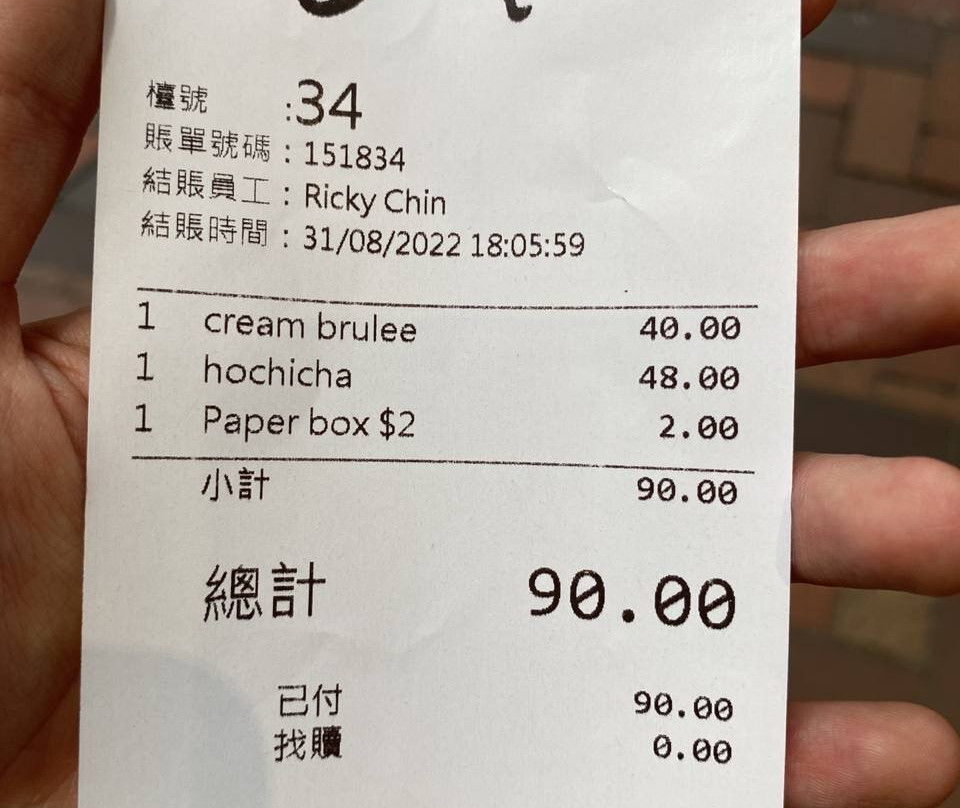 檯號 :34
賬單號碼 : 151834
結賬員工 : Ricky Chin
結賬時間 : 31/08/2022 18:05:59
1 cream brulee 40.00
1 hochicha 48.00
1 Paper box $2 2.00
小計 90.00
總計 90.00
已付 90.00
找贖 0.00